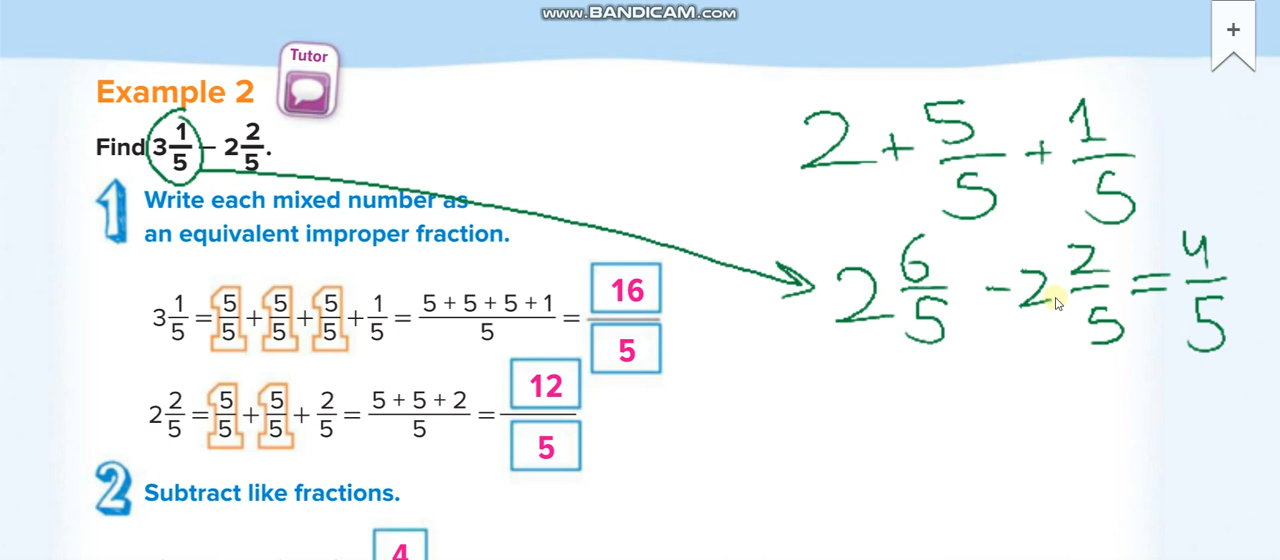 www.BANDICAM.com
Tutor
Example 2
Find 3 1/5 − 2 2/5.
1 Write each mixed number as
an equivalent improper fraction.
3 1/5 = 5/5 + 5/5 + 5/5 + 1/5 = (5 + 5 + 5 + 1)/5 = 16/5
2 2/5 = 5/5 + 5/5 + 2/5 = (5 + 5 + 2)/5 = 12/5
2 Subtract like fractions.
4
2 + 5/5 + 1/5
2 6/5 - 2 2/5 = 4/5